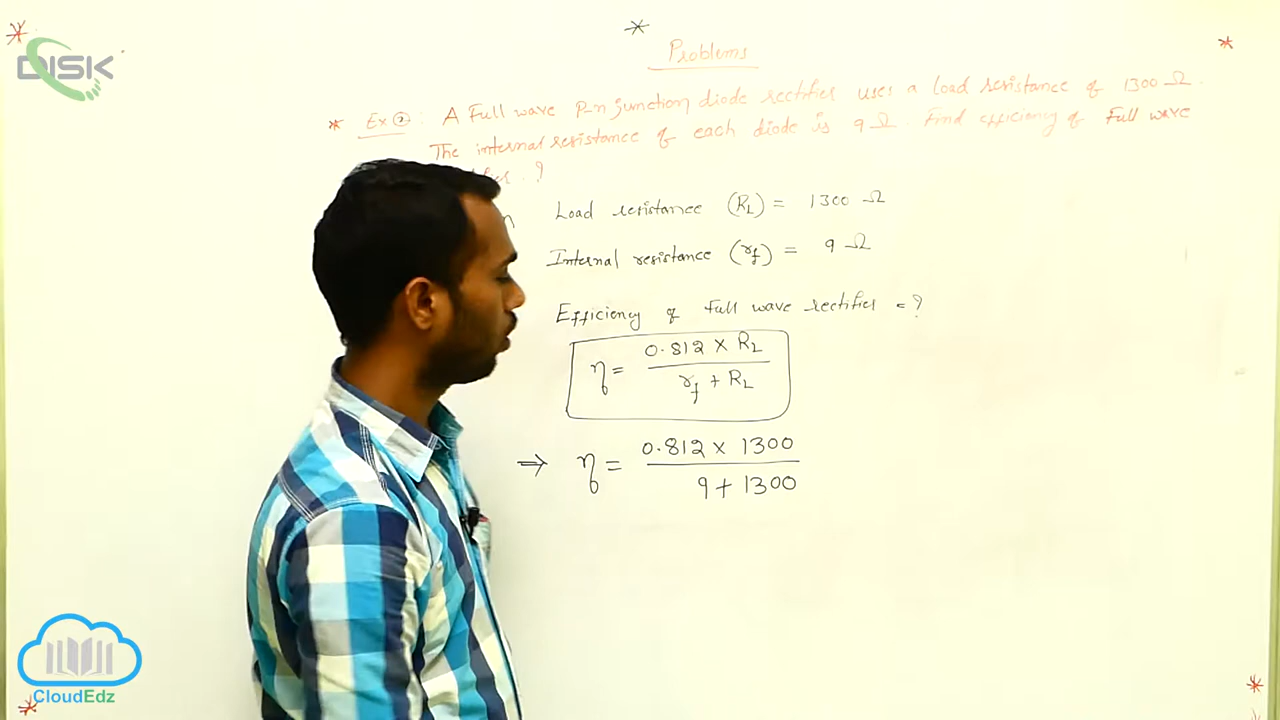 DISK
Problems
* Ex ②: A Full wave P-n junction diode rectifier uses a load resistance of 1300 Ω.
The internal resistance of each diode is 9 Ω. Find efficiency of Full wave
?
Load resistance (RL) = 1300 Ω
Internal resistance (rf) = 9 Ω
Efficiency of Full wave rectifier = ?
η = 0.812 × RL / rf + RL
⇒ η = 0.812 × 1300 / 9 + 1300
CloudEdz